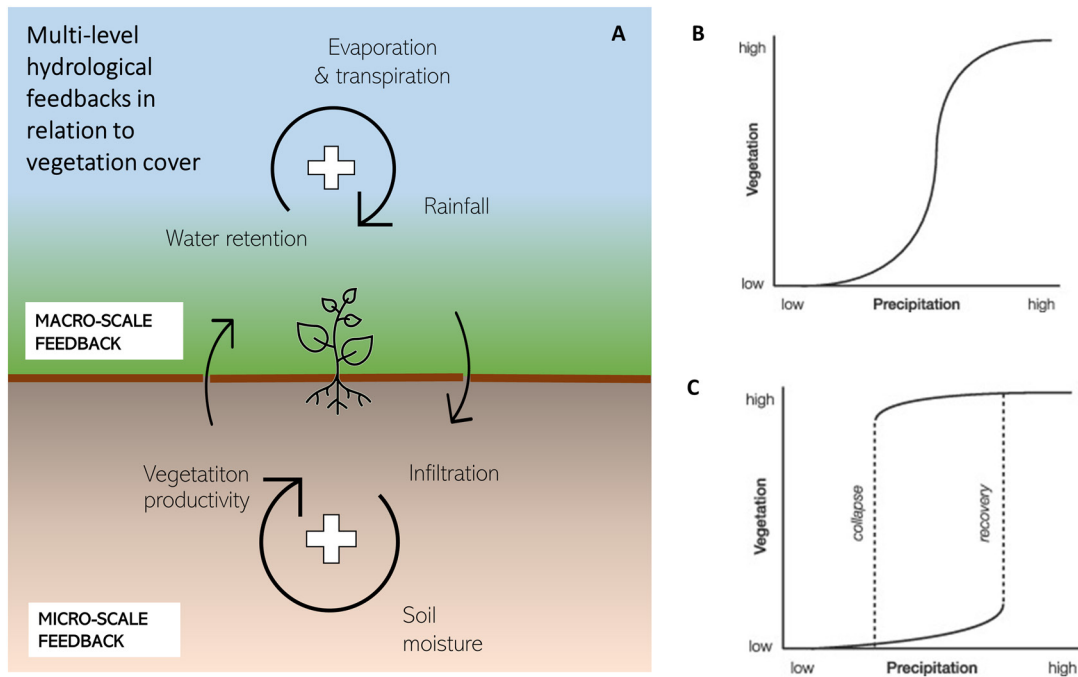 Multi-level
hydrological
feedbacks in
relation to
vegetation cover
A
Evaporation
& transpiration
Rainfall
Water retention
MACRO-SCALE
FEEDBACK
Vegetatiton
productivity
Infiltration
Soil
moisture
MICRO-SCALE
FEEDBACK
B
high
Vegetation
low
low
Precipitation
high
C
high
Vegetation
collapse
recovery
low
low
Precipitation
high